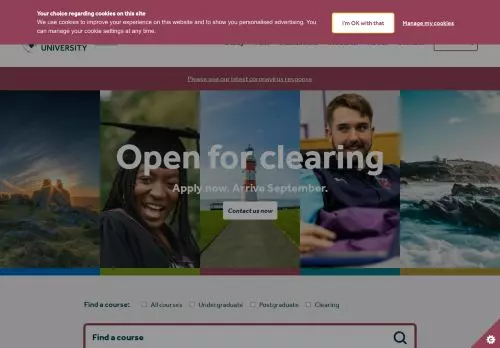 Your choice regarding cookies on this site
We use cookies to improve your experience on this website and to show you personalised advertising. You
can manage your cookie settings at any time.
I'm OK with that
Manage my cookies
UNIVERSITY
Please see our latest coronavirus response
Open for clearing
Apply now. Arrive September.
Contact us now
Find a course: All courses Undergraduate Postgraduate Clearing
Find a course